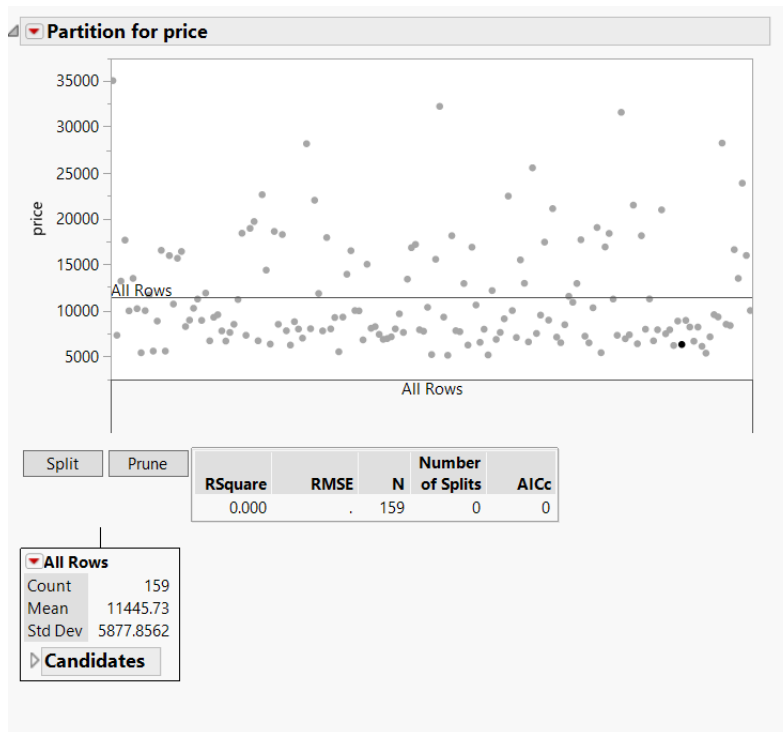 Partition for price
35000
30000
25000
20000
15000
10000
5000
price
All Rows
All Rows
Split
Prune
RSquare RMSE N Number of Splits AICc
0.000 . 159 0 0
All Rows
Count 159
Mean 11445.73
Std Dev 5877.8562
Candidates